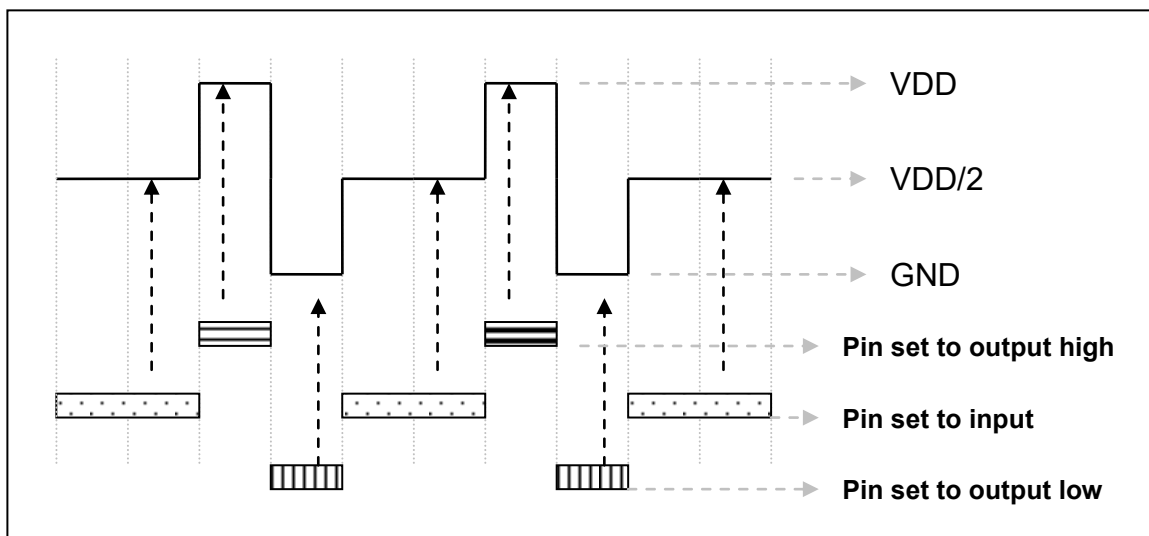 VDD
VDD/2
GND
Pin set to output high
Pin set to input
Pin set to output low